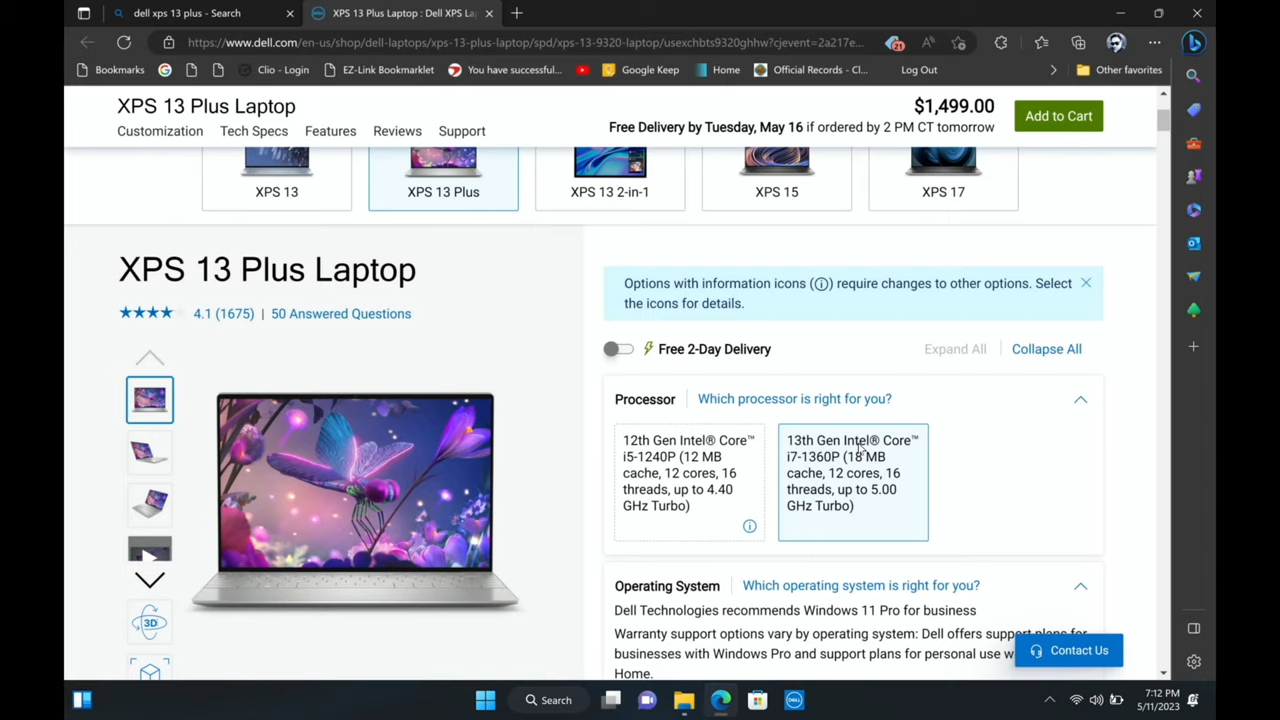 dell xps 13 plus - Search
XPS 13 Plus Laptop : Dell XPS La
https://www.dell.com/en-us/shop/dell-laptops/xps-13-plus-laptop/spd/xps-13-9320-laptop/usexchbts9320ghhw?cjevent=2a217e...
21
Bookmarks
Clio - Login
EZ-Link Bookmarklet
You have successful...
Google Keep
Home
Official Records - Cl...
Log Out
Other favorites
XPS 13 Plus Laptop
$1,499.00
Add to Cart
Free Delivery by Tuesday, May 16 if ordered by 2 PM CT tomorrow
Customization
Tech Specs
Features
Reviews
Support
XPS 13
XPS 13 Plus
XPS 13 2-in-1
XPS 15
XPS 17
XPS 13 Plus Laptop
4.1 (1675) | 50 Answered Questions
Options with information icons (ⓘ) require changes to other options. Select
the icons for details.
Free 2-Day Delivery
Expand All
Collapse All
Processor
Which processor is right for you?
12th Gen Intel® Core™
i5-1240P (12 MB
cache, 12 cores, 16
threads, up to 4.40
GHz Turbo)
13th Gen Intel® Core™
i7-1360P (18 MB
cache, 12 cores, 16
threads, up to 5.00
GHz Turbo)
3D
Operating System
Which operating system is right for you?
Dell Technologies recommends Windows 11 Pro for business
Warranty support options vary by operating system: Dell offers support plans for
businesses with Windows Pro and support plans for personal use w
Home.
Contact Us
Search
DELL
7:12 PM
5/11/2023